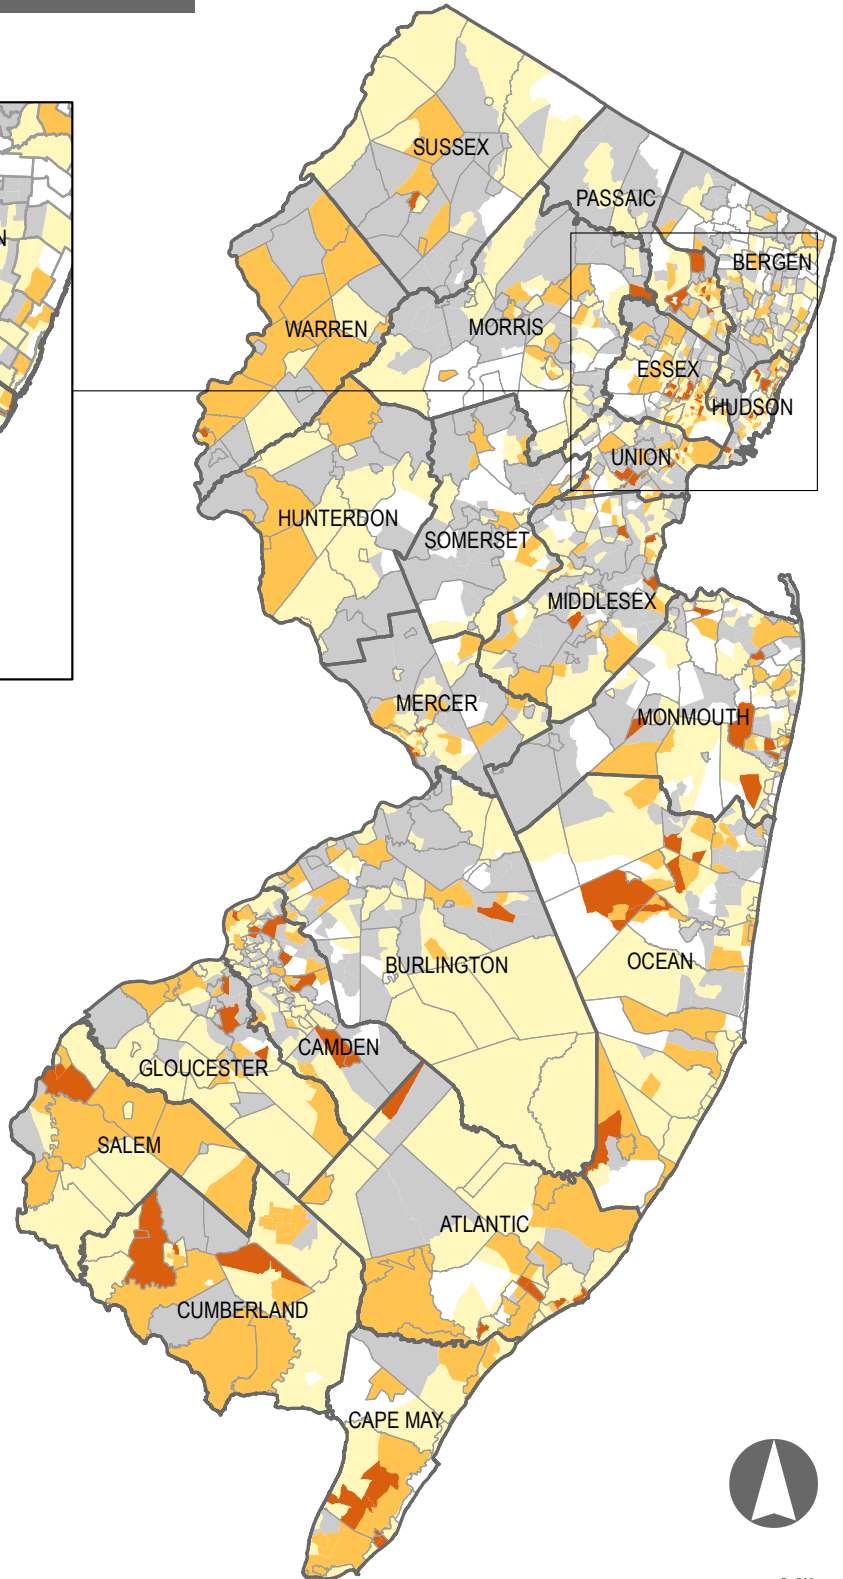 SUSSEX
PASSAIC
N
BERGEN
WARREN
MORRIS
ESSEX
HUDSON
UNION
HUNTERDON
SOMERSET
MIDDLESEX
MERCER
MONMOUTH
BURLINGTON
OCEAN
CAMDEN
GLOUCESTER
SALEM
ATLANTIC
CUMBERLAND
CAPE MAY